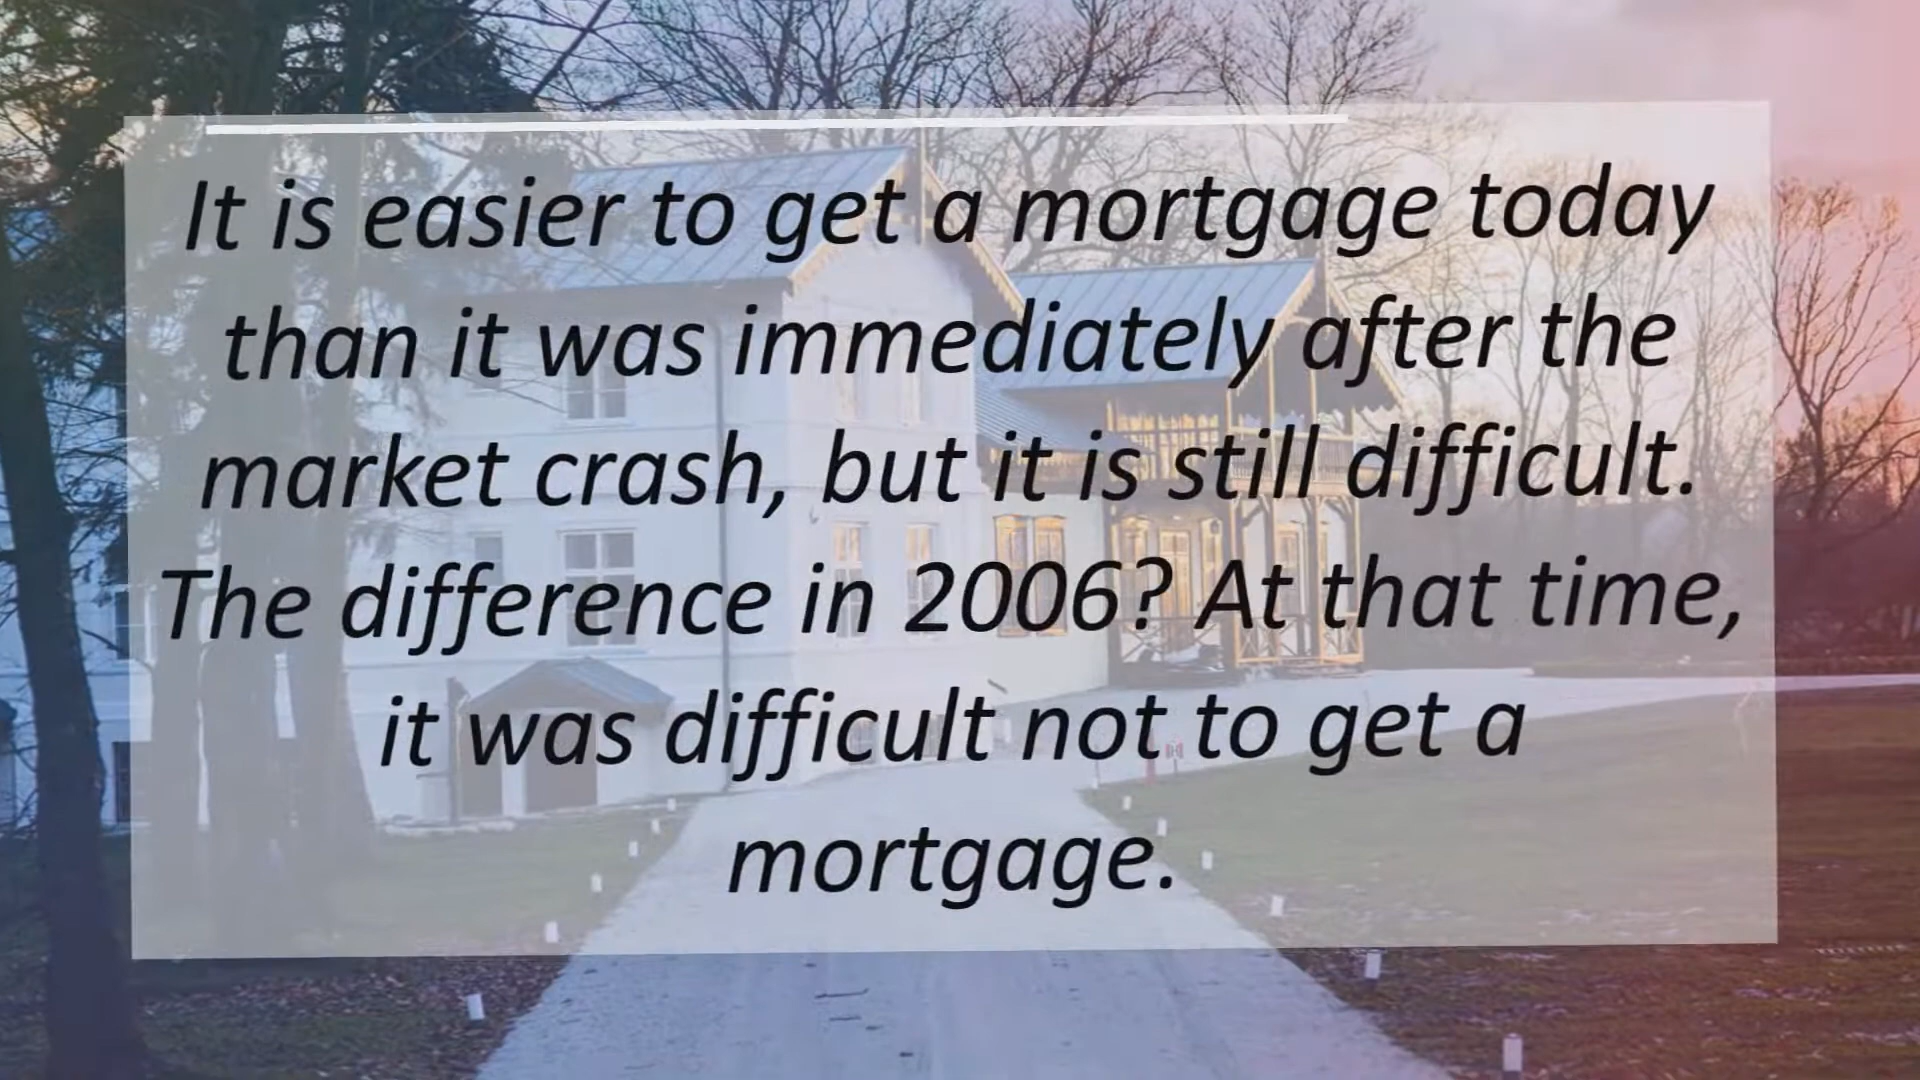 It is easier to get a mortgage today
than it was immediately after the
market crash, but it is still difficult.
The difference in 2006? At that time,
it was difficult not to get a
mortgage.